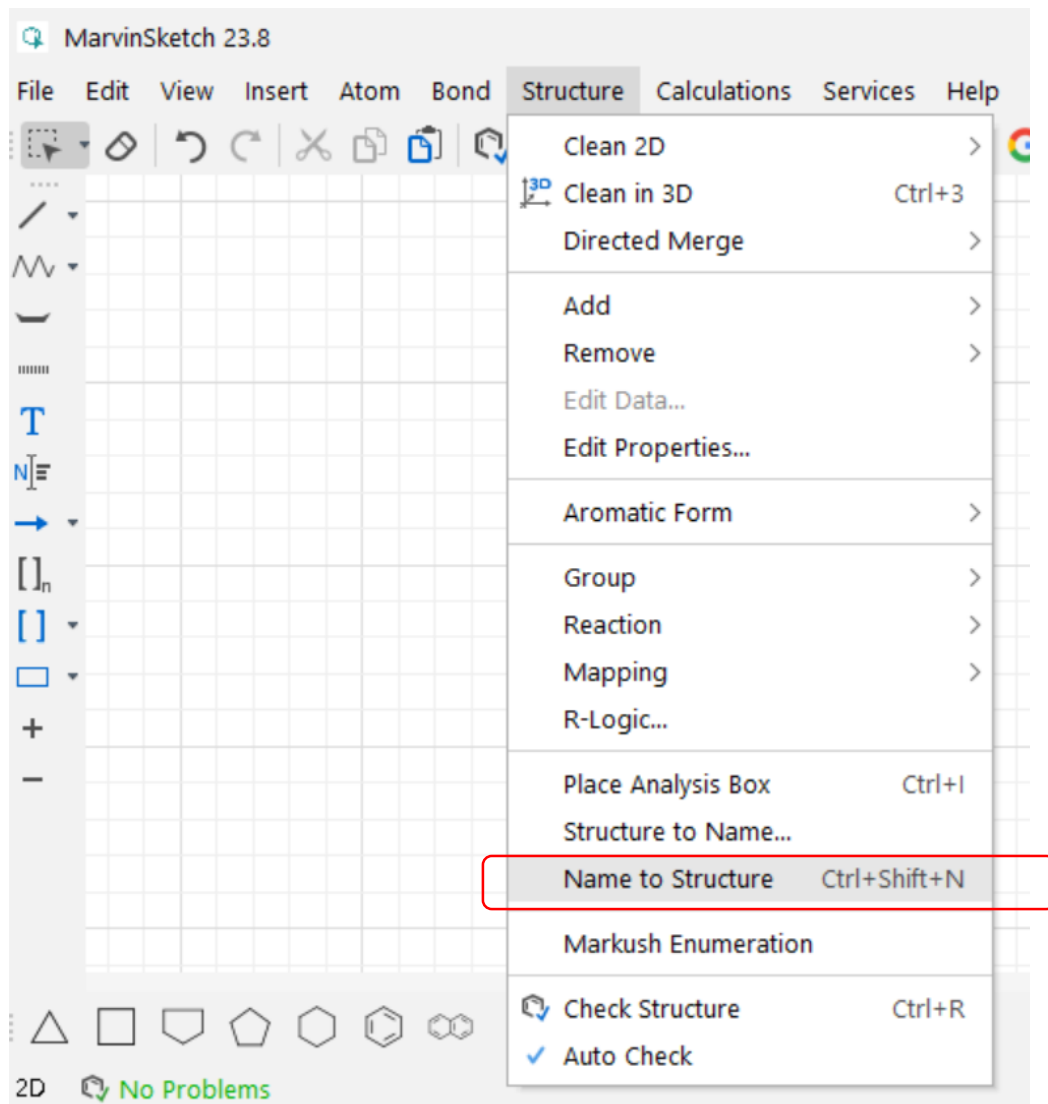 MarvinSketch 23.8
File Edit View Insert Atom Bond Structure Calculations Services Help
Clean 2D
3D Clean in 3D Ctrl+3
Directed Merge
Add
Remove
Edit Data...
Edit Properties...
Aromatic Form
Group
Reaction
Mapping
R-Logic...
Place Analysis Box Ctrl+I
Structure to Name...
Name to Structure Ctrl+Shift+N
Markush Enumeration
Check Structure Ctrl+R
Auto Check
T
N
[ ]n
[ ]
2D No Problems